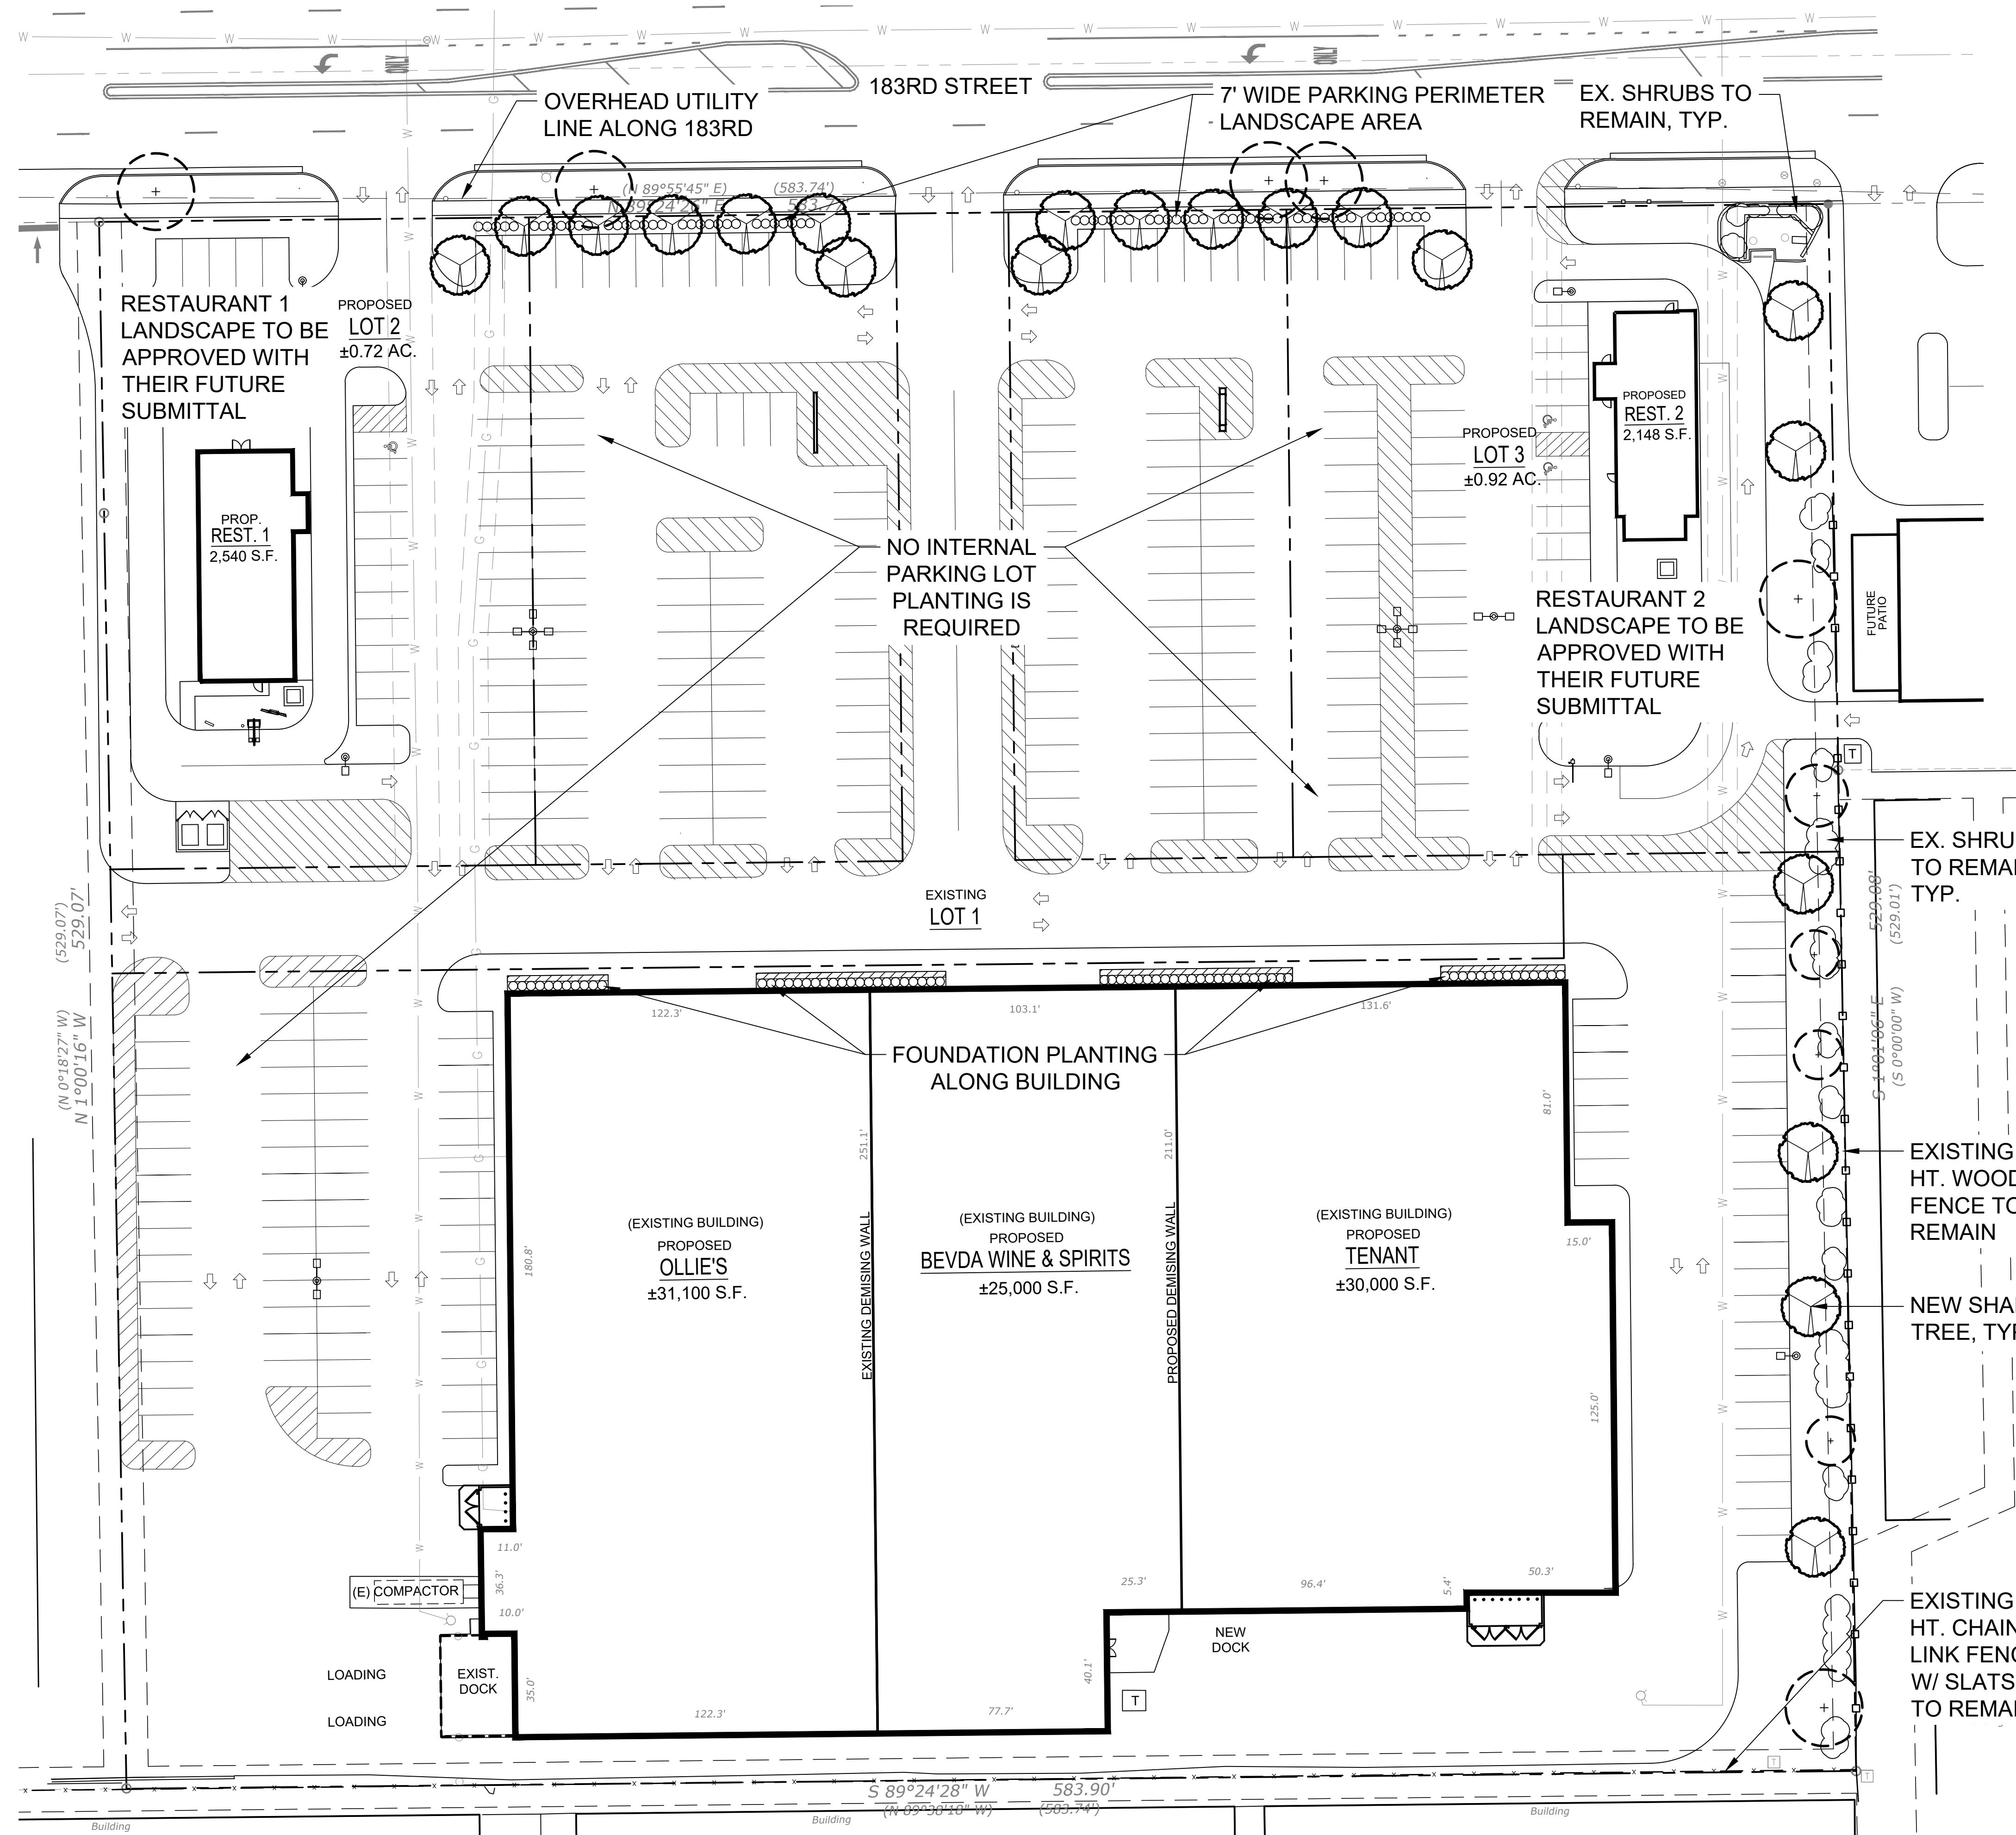 ONLY
ONLY
183RD STREET
OVERHEAD UTILITY
LINE ALONG 183RD
7' WIDE PARKING PERIMETER
LANDSCAPE AREA
EX. SHRUBS TO
REMAIN, TYP.
(N 89°55'45" E) (583.74')
RESTAURANT 1
LANDSCAPE TO BE
APPROVED WITH
THEIR FUTURE
SUBMITTAL
PROPOSED
LOT 2
±0.72 AC.
PROP.
REST. 1
2,540 S.F.
NO INTERNAL
PARKING LOT
PLANTING IS
REQUIRED
PROPOSED
LOT 3
±0.92 AC.
PROPOSED
REST. 2
2,148 S.F.
RESTAURANT 2
LANDSCAPE TO BE
APPROVED WITH
THEIR FUTURE
SUBMITTAL
FUTURE
PATIO
T
EX. SHRU
TO REMAI
TYP.
529.08'
(529.01')
S 1°01'06" E
(S 0°00'00" W)
(529.07')
529.07'
(N 0°18'27" W)
N 1°00'16" W
EXISTING
LOT 1
122.3'
103.1'
131.6'
FOUNDATION PLANTING
ALONG BUILDING
251.1'
211.0'
81.0'
180.8'
15.0'
125.0'
(EXISTING BUILDING)
PROPOSED
OLLIE'S
±31,100 S.F.
EXISTING DEMISING WALL
(EXISTING BUILDING)
PROPOSED
BEVDA WINE & SPIRITS
±25,000 S.F.
PROPOSED DEMISING WALL
(EXISTING BUILDING)
PROPOSED
TENANT
±30,000 S.F.
EXISTING
HT. WOOD
FENCE TO
REMAIN
NEW SHA
TREE, TYP
11.0'
36.3'
10.0'
35.0'
25.3'
96.4'
5.4'
50.3'
40.1'
122.3'
77.7'
(E) COMPACTOR
LOADING
LOADING
EXIST.
DOCK
NEW
DOCK
T
EXISTING
HT. CHAIN
LINK FENC
W/ SLATS
TO REMAI
T
T
S 89°24'28" W 583.90'
(N 89°38'18" W) (583.74')
Building
Building
Building